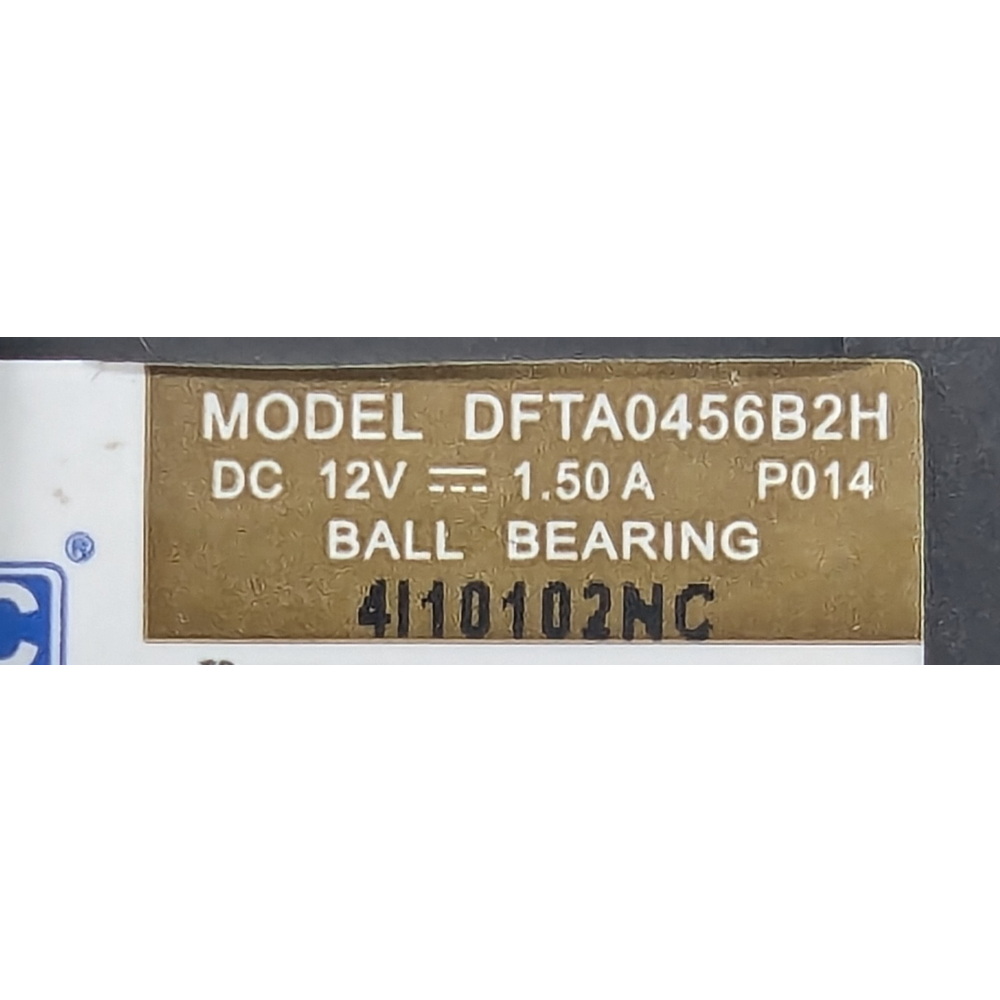 MODEL DFTA0456B2H
DC 12V ⎓ 1.50 A P014
BALL BEARING
4I10102NC
®
C